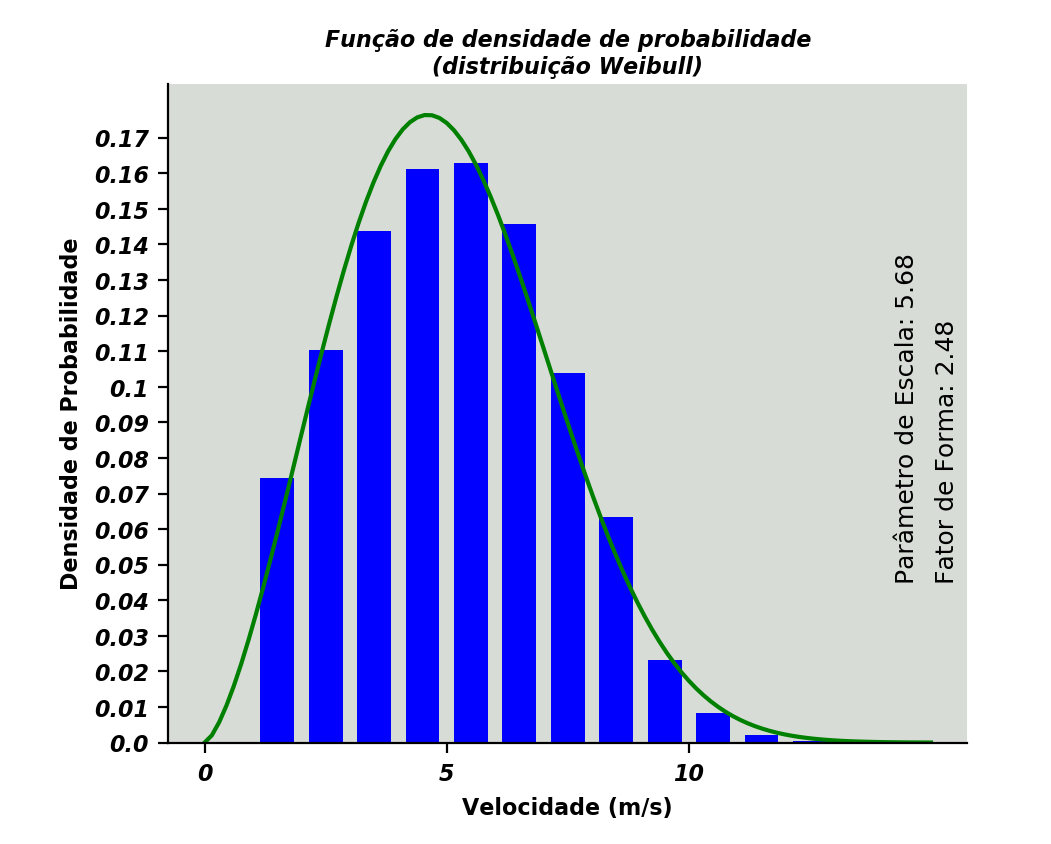 Função de densidade de probabilidade
(distribuição Weibull)
Densidade de Probabilidade
0.17
0.16
0.15
0.14
0.13
0.12
0.11
0.1
0.09
0.08
0.07
0.06
0.05
0.04
0.03
0.02
0.01
0.0
0 5 10
Velocidade (m/s)
Parâmetro de Escala: 5.68
Fator de Forma: 2.48